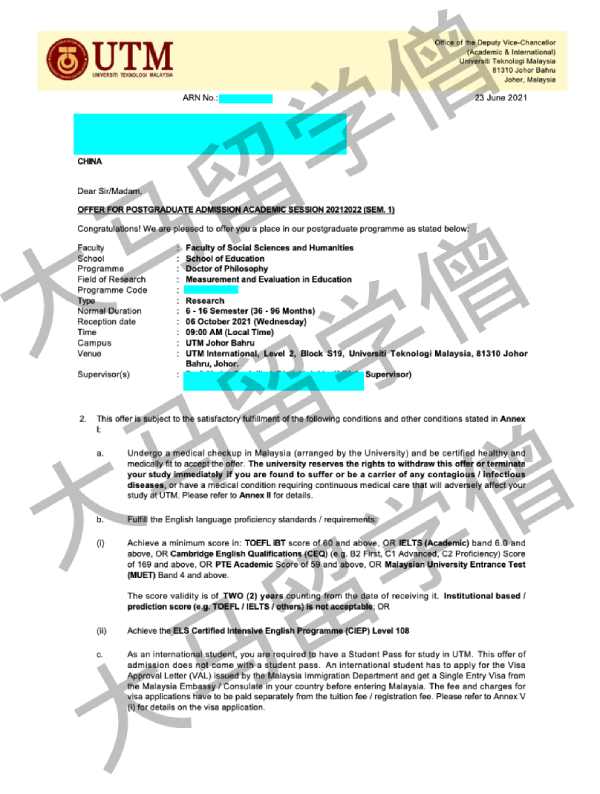 UTM
UNIVERSITI TEKNOLOGI MALAYSIA
Office of the Deputy Vice-Chancellor
(Academic & International)
Universiti Teknologi Malaysia
81310 Johor Bahru
Johor, Malaysia
ARN No.:
23 June 2021
CHINA
Dear Sir/Madam,
OFFER FOR POSTGRADUATE ADMISSION ACADEMIC SESSION 20212022 (SEM. 1)
Congratulations! We are pleased to offer you a place in our postgraduate programme as stated below:
Faculty : Faculty of Social Sciences and Humanities
School : School of Education
Programme : Doctor of Philosophy
Field of Research : Measurement and Evaluation in Education
Programme Code :
Type : Research
Normal Duration : 6 - 16 Semester (36 - 96 Months)
Reception date : 06 October 2021 (Wednesday)
Time : 09:00 AM (Local Time)
Campus : UTM Johor Bahru
Venue : UTM International, Level 2, Block S19, Universiti Teknologi Malaysia, 81310 Johor
Bahru, Johor.
Supervisor(s) : Supervisor)
2. This offer is subject to the satisfactory fulfillment of the following conditions and other conditions stated in Annex
I:
a. Undergo a medical checkup in Malaysia (arranged by the University) and be certified healthy and
medically fit to accept the offer. The university reserves the rights to withdraw this offer or terminate
your study immediately if you are found to suffer or be a carrier of any contagious / infectious
diseases, or have a medical condition requiring continuous medical care that will adversely affect your
study at UTM. Please refer to Annex II for details.
b. Fulfill the English language proficiency standards / requirements:
(i) Achieve a minimum score in: TOEFL iBT score of 60 and above, OR IELTS (Academic) band 6.0 and
above, OR Cambridge English Qualifications (CEQ) (e.g. B2 First, C1 Advanced, C2 Proficiency) Score
of 169 and above, OR PTE Academic Score of 59 and above, OR Malaysian University Entrance Test
(MUET) Band 4 and above.
The score validity is of TWO (2) years counting from the date of receiving it. Institutional based /
prediction score (e.g. TOEFL / IELTS / others) is not acceptable; OR
(ii) Achieve the ELS Certified Intensive English Programme (CIEP) Level 108
c. As an international student, you are required to have a Student Pass for study in UTM. This offer of
admission does not come with a student pass. An international student has to apply for the Visa
Approval Letter (VAL) issued by the Malaysia Immigration Department and get a Single Entry Visa from
the Malaysia Embassy / Consulate in your country before entering Malaysia. The fee and charges for
visa applications have to be paid separately from the tuition fee / registration fee. Please refer to Annex V
(i) for details on the visa application.
大马留学僧
大马留学僧
大马留学僧